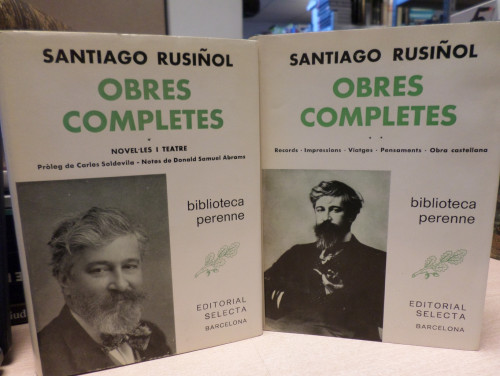 SANTIAGO RUSIÑOL
OBRES
COMPLETES
*
NOVEL·LES I TEATRE
Pròleg de Carles Soldevila - Notes de Donald Samuel Abrams
biblioteca
perenne
EDITORIAL
SELECTA
BARCELONA
SANTIAGO RUSIÑOL
OBRES
COMPLETES
* *
Records - Impressions - Viatges - Pensaments - Obra castellana
biblioteca
perenne
EDITORIAL
SELECTA
BARCELONA